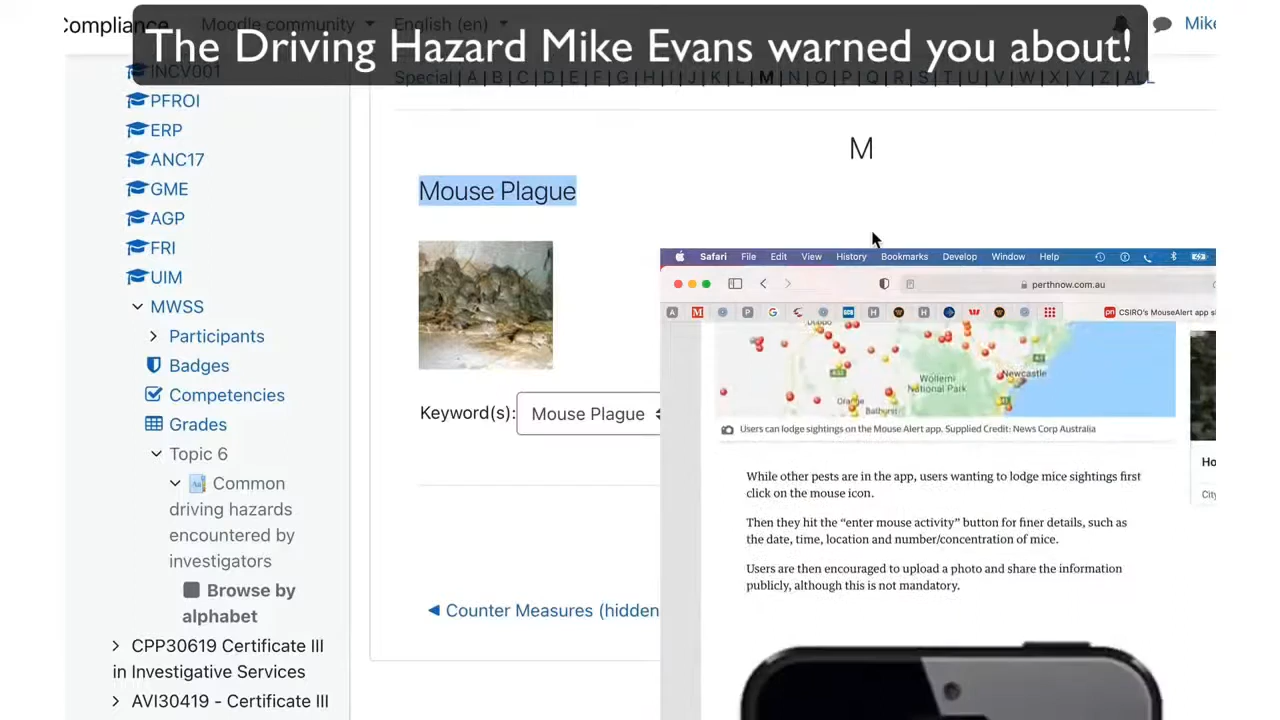 Compliance
Moodle community
English (en)
Mike
The Driving Hazard Mike Evans warned you about!
Special | A | B | C | D | E | F | G | H | I | J | K | L | M | N | O | P | Q | R | S | T | U | V | W | X | Y | Z | ALL
INCV001
PFROI
ERP
ANC17
GME
AGP
FRI
UIM
MWSS
Participants
Badges
Competencies
Grades
Topic 6
Common
driving hazards
encountered by
investigators
Browse by
alphabet
CPP30619 Certificate III
in Investigative Services
AVI30419 - Certificate III
M
Mouse Plague
Keyword(s):
Mouse Plague
◄ Counter Measures (hidden
Safari File Edit View History Bookmarks Develop Window Help
perthnow.com.au
CSIRO's MouseAlert app s
Dubbo
Wollemi
National Park
Newcastle
Orange
Bathurst
Users can lodge sightings on the Mouse Alert app. Supplied Credit: News Corp Australia
While other pests are in the app, users wanting to lodge mice sightings first
click on the mouse icon.
Then they hit the “enter mouse activity” button for finer details, such as
the date, time, location and number/concentration of mice.
Users are then encouraged to upload a photo and share the information
publicly, although this is not mandatory.
Ho
City